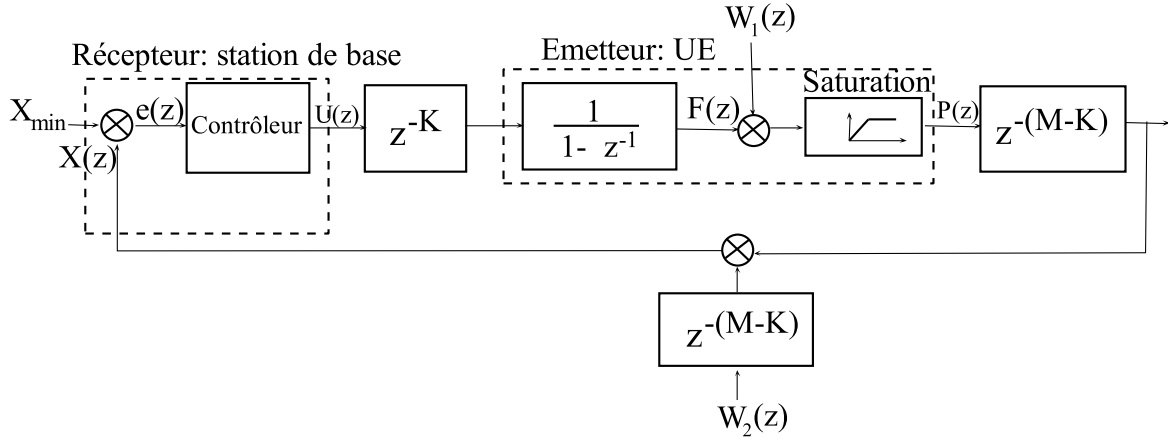 W1(z)
Récepteur: station de base
Emetteur: UE
Saturation
Xmin
e(z)
Contrôleur
U(z)
z-K
1
1- z-1
F(z)
P(z)
z-(M-K)
X(z)
z-(M-K)
W2(z)